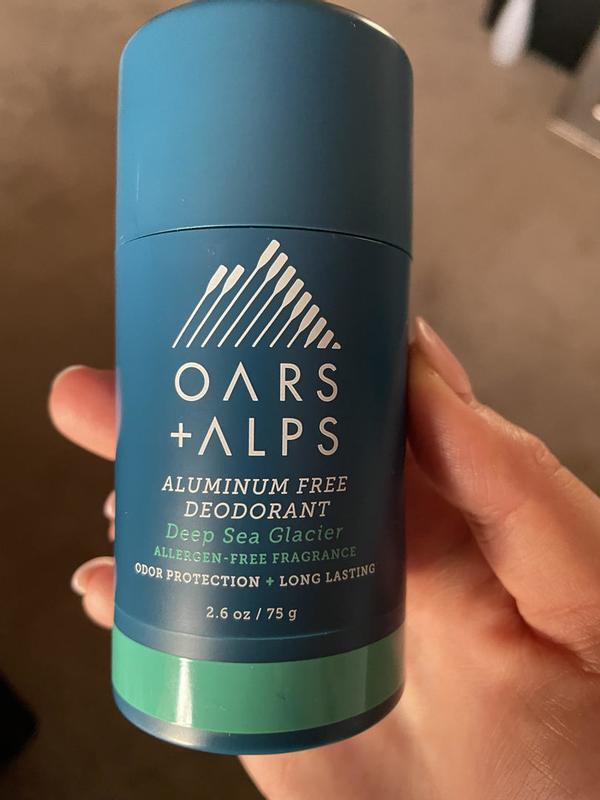 OARS
+ALPS
ALUMINUM FREE
DEODORANT
Deep Sea Glacier
ALLERGEN-FREE FRAGRANCE
ODOR PROTECTION + LONG LASTING
2.6 oz / 75 g